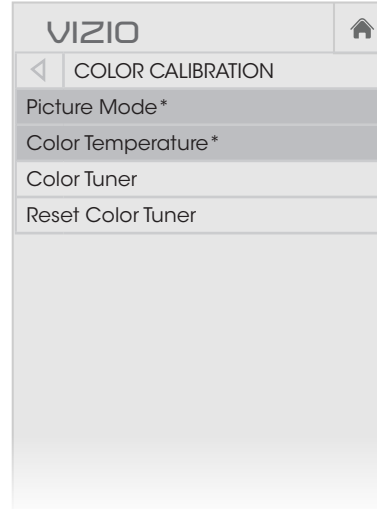 VIZIO
COLOR CALIBRATION
Picture Mode*
Color Temperature*
Color Tuner
Reset Color Tuner